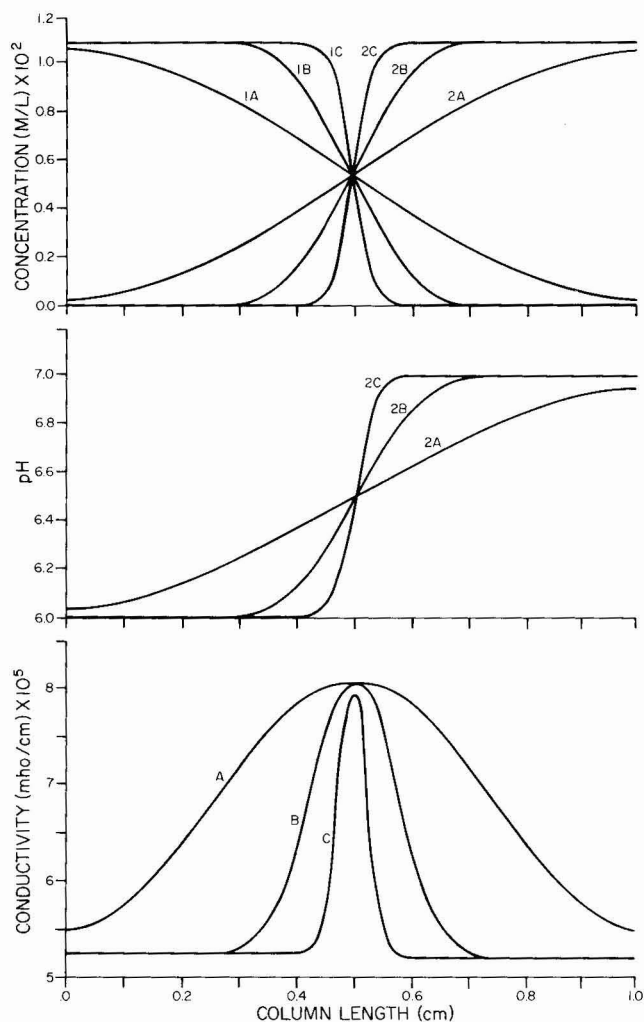 CONCENTRATION (M/L) X10²
1.2
1.0
0.8
0.6
0.4
0.2
0.0
1A
1B
1C
2C
2B
2A
pH
7.0
6.8
6.6
6.4
6.2
6.0
2C
2B
2A
CONDUCTIVITY (mho/cm) X10⁵
8
7
6
5
A
B
C
.0
0.2
0.4
0.6
0.8
1.0
COLUMN LENGTH (cm)